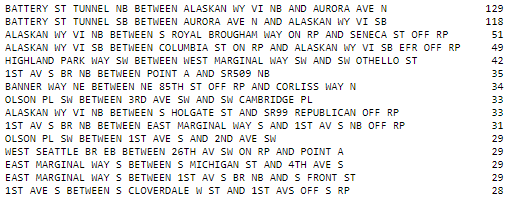 BATTERY ST TUNNEL NB BETWEEN ALASKAN WY VI NB AND AURORA AVE N 129
BATTERY ST TUNNEL SB BETWEEN AURORA AVE N AND ALASKAN WY VI SB 118
ALASKAN WY VI NB BETWEEN S ROYAL BROUGHAM WAY ON RP AND SENECA ST OFF RP 51
ALASKAN WY VI SB BETWEEN COLUMBIA ST ON RP AND ALASKAN WY VI SB EFR OFF RP 49
HIGHLAND PARK WAY SW BETWEEN WEST MARGINAL WAY SW AND SW OTHELLO ST 42
1ST AV S BR NB BETWEEN POINT A AND SR509 NB 35
BANNER WAY NE BETWEEN NE 85TH ST OFF RP AND CORLISS WAY N 34
OLSON PL SW BETWEEN 3RD AVE SW AND SW CAMBRIDGE PL 33
ALASKAN WY VI NB BETWEEN S HOLGATE ST AND SR99 REPUBLICAN OFF RP 33
1ST AV S BR NB BETWEEN EAST MARGINAL WAY S AND 1ST AV S NB OFF RP 31
OLSON PL SW BETWEEN 1ST AVE S AND 2ND AVE SW 29
WEST SEATTLE BR EB BETWEEN 26TH AV SW ON RP AND POINT A 29
EAST MARGINAL WAY S BETWEEN S MICHIGAN ST AND 4TH AVE S 29
EAST MARGINAL WAY S BETWEEN 1ST AV S BR NB AND S FRONT ST 29
1ST AVE S BETWEEN S CLOVERDALE W ST AND 1ST AVS OFF S RP 28